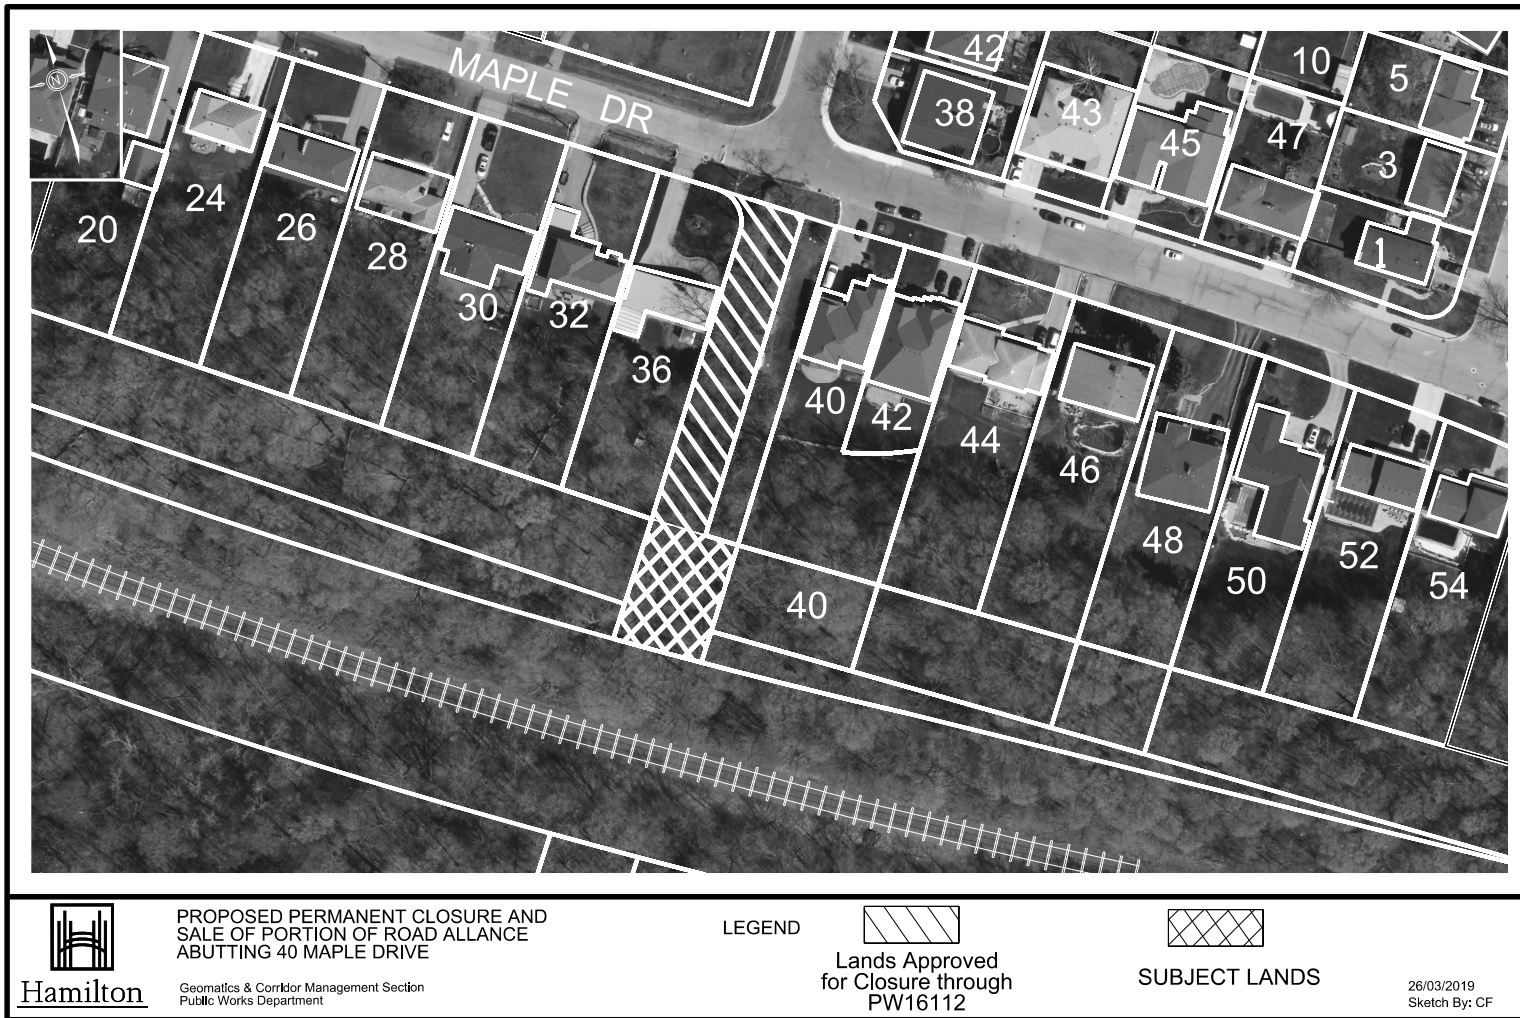 N
MAPLE DR
42
10
5
38
43
45
47
3
1
20
24
26
28
30
32
36
40
42
44
46
48
50
52
54
40
PROPOSED PERMANENT CLOSURE AND
SALE OF PORTION OF ROAD ALLANCE
ABUTTING 40 MAPLE DRIVE
Geomatics & Corridor Management Section
Public Works Department
Hamilton
LEGEND
Lands Approved
for Closure through
PW16112
SUBJECT LANDS
26/03/2019
Sketch By: CF